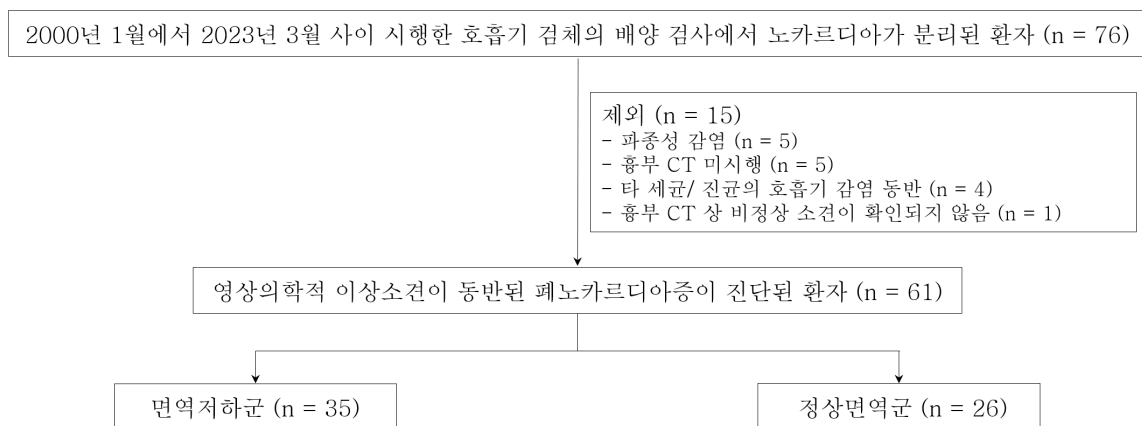 2000년 1월에서 2023년 3월 사이 시행한 호흡기 검체의 배양 검사에서 노카르디아가 분리된 환자 (n = 76)
제외 (n = 15)
- 파종성 감염 (n = 5)
- 흉부 CT 미시행 (n = 5)
- 타 세균/ 진균의 호흡기 감염 동반 (n = 4)
- 흉부 CT 상 비정상 소견이 확인되지 않음 (n = 1)
영상의학적 이상소견이 동반된 폐노카르디아증이 진단된 환자 (n = 61)
면역저하군 (n = 35)
정상면역군 (n = 26)